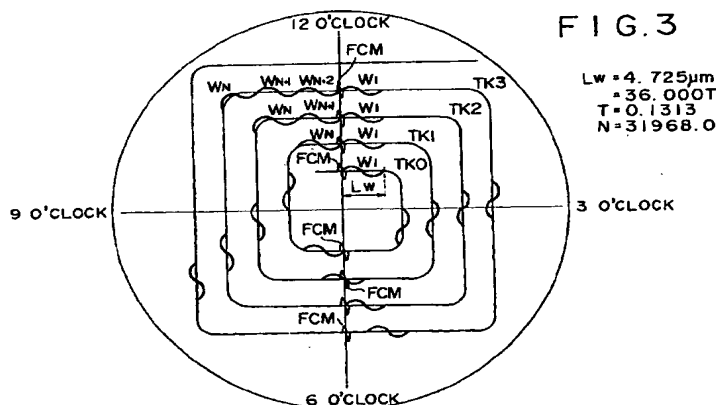 FIG.3
12 O'CLOCK
FCM
Lw=4.725μm
=36.000T
T=0.1313
N=31968.0
WN WN+1 WN+2 W1 TK3
WN WN+1 W1 TK2
WN W1 TK1
FCM W1 TK0
Lw
9 O'CLOCK
3 O'CLOCK
FCM
FCM
FCM
6 O'CLOCK